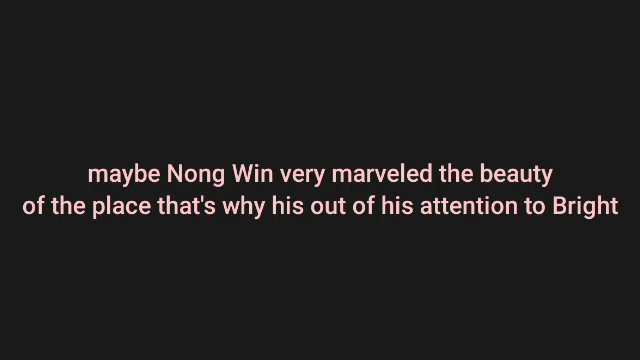 maybe Nong Win very marveled the beauty
of the place that's why his out of his attention to Bright